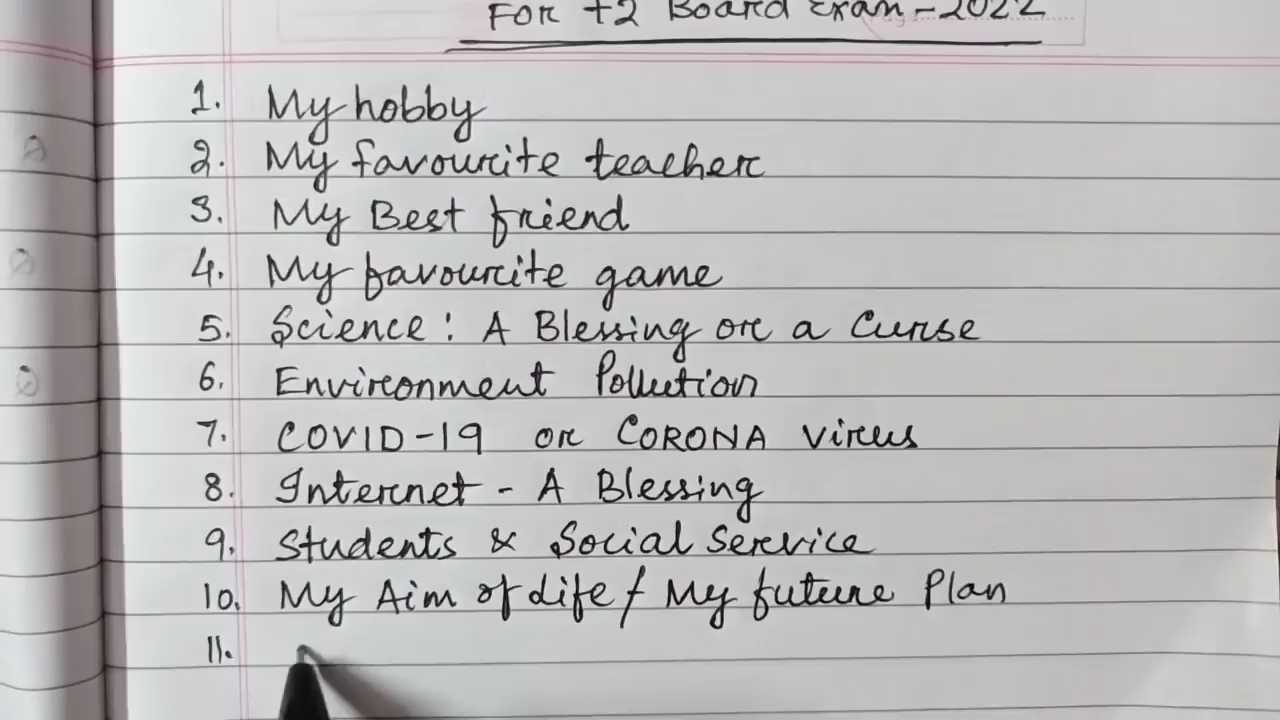 For +2 Board Exam-2022
1. My hobby
2. My favourite teacher
3. My Best friend
4. My favourite game
5. Science: A Blessing or a Curse
6. Environment Pollution
7. COVID-19 or CORONA Virus
8. Internet - A Blessing
9. Students & Social Service
10. My Aim of life / My future Plan
11.